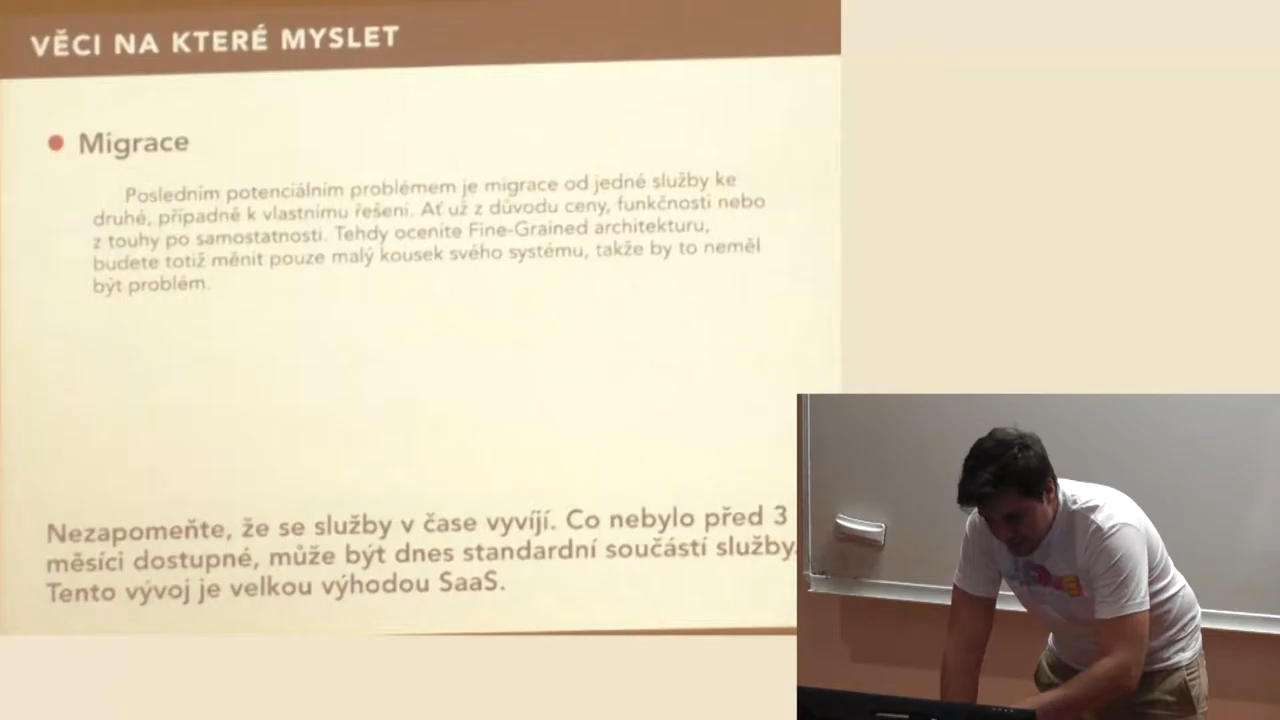 VĚCI NA KTERÉ MYSLET
Migrace
Posledním potenciálním problémem je migrace od jedné služby ke
druhé, případně k vlastnímu řešení. Ať už z důvodu ceny, funkčnosti nebo
z touhy po samostatnosti. Tehdy oceníte Fine-Grained architekturu,
budete totiž měnit pouze malý kousek svého systému, takže by to neměl
být problém.
Nezapomeňte, že se služby v čase vyvíjí. Co nebylo před 3
měsíci dostupné, může být dnes standardní součástí služby.
Tento vývoj je velkou výhodou SaaS.